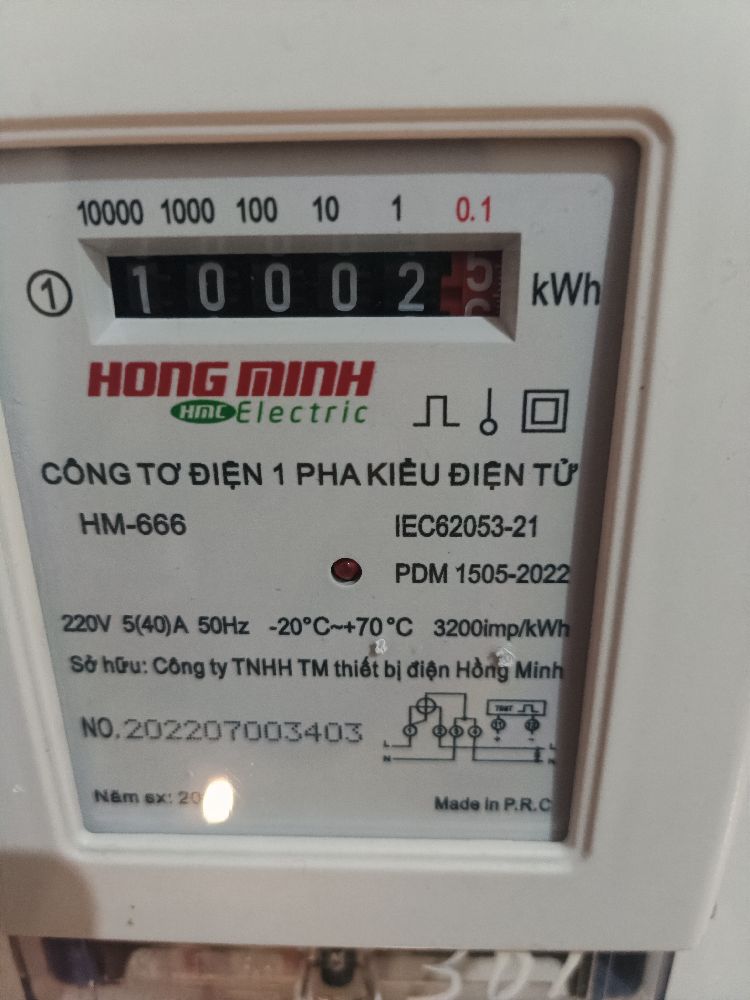 10000 1000 100 10 1 0.1
1 1 0 0 0 2 5 kWh
HONG MINH
HMC Electric
CÔNG TƠ ĐIỆN 1 PHA KIỂU ĐIỆN TỬ
HM-666 IEC62053-21
PDM 1505-2022
220V 5(40)A 50Hz -20°C~+70°C 3200imp/kWh
Sở hữu: Công ty TNHH TM thiết bị điện Hồng Minh
NO.202207003403
TEST
L L
N N
Năm sx: Made in P.R.C
301